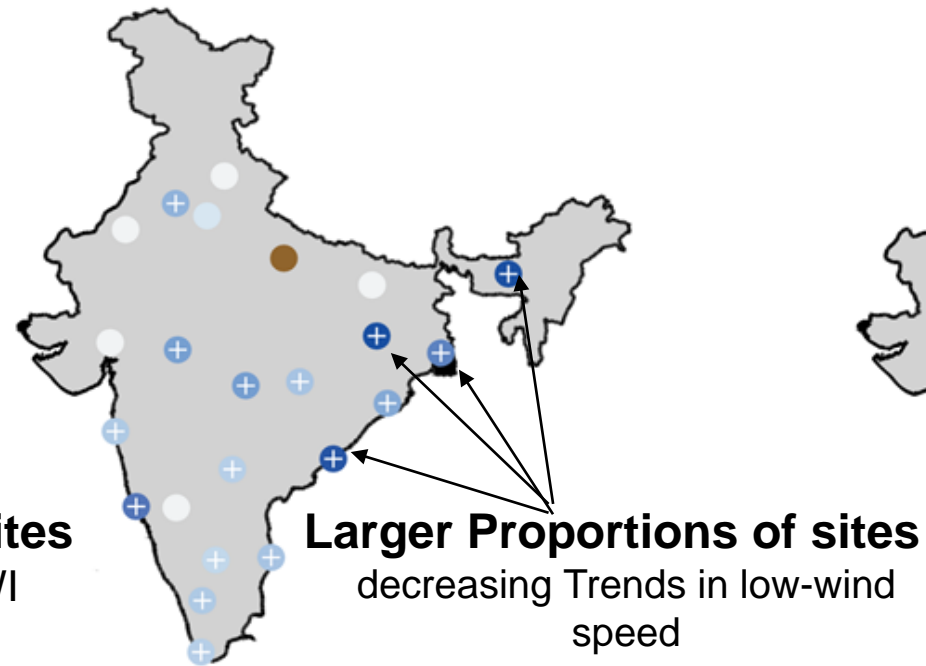 ites
/I
Larger Proportions of sites
decreasing Trends in low-wind
speed